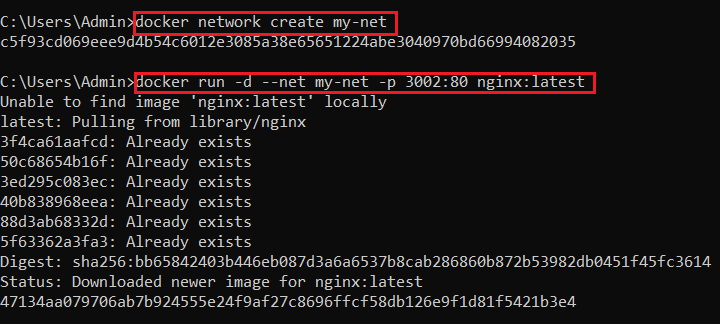 C:\Users\Admin>docker network create my-net
c5f93cd069eee9d4b54c6012e3085a38e65651224abe3040970bd66994082035
C:\Users\Admin>docker run -d --net my-net -p 3002:80 nginx:latest
Unable to find image 'nginx:latest' locally
latest: Pulling from library/nginx
3f4ca61aafcd: Already exists
50c68654b16f: Already exists
3ed295c083ec: Already exists
40b838968eea: Already exists
88d3ab68332d: Already exists
5f63362a3fa3: Already exists
Digest: sha256:bb65842403b446eb087d3a6a6537b8cab286860b872b53982db0451f45fc3614
Status: Downloaded newer image for nginx:latest
47134aa079706ab7b924555e24f9af27c8696ffcf58db126e9f1d81f5421b3e4